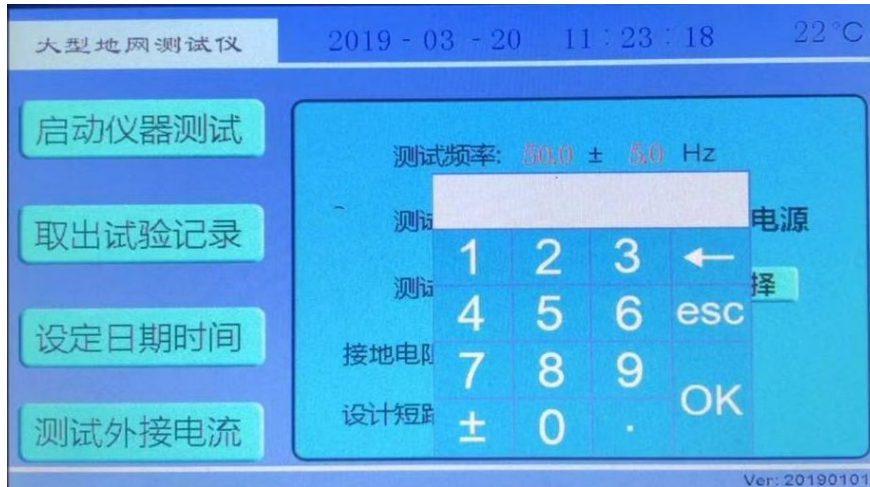 大型地网测试仪 2019-03-20 11:23:18 22°C
启动仪器测试
测试频率: 50.0 ± 5.0 Hz
取出试验记录
测试 电源
1 2 3 ←
测试 择
4 5 6 esc
设定日期时间
接地电阻
7 8 9
OK
设计短路
± 0 .
测试外接电流
Ver: 20190101